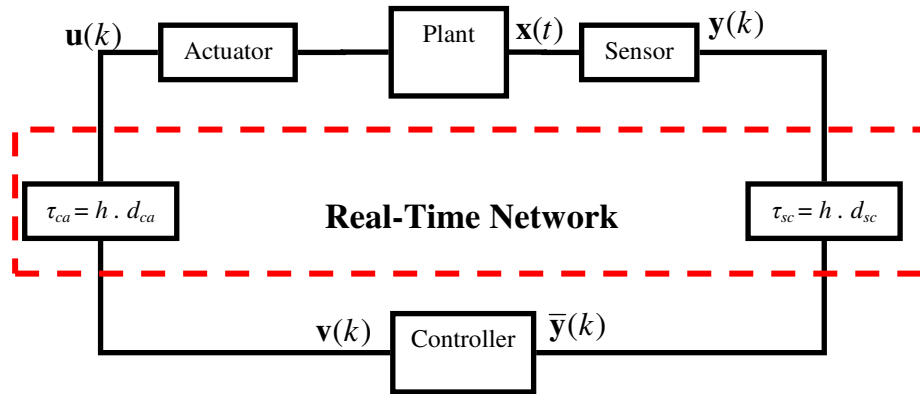 u(k)
Actuator
Plant
x(t)
Sensor
y(k)
τca = h . dca
Real-Time Network
τsc = h . dsc
v(k)
Controller
y̅(k)